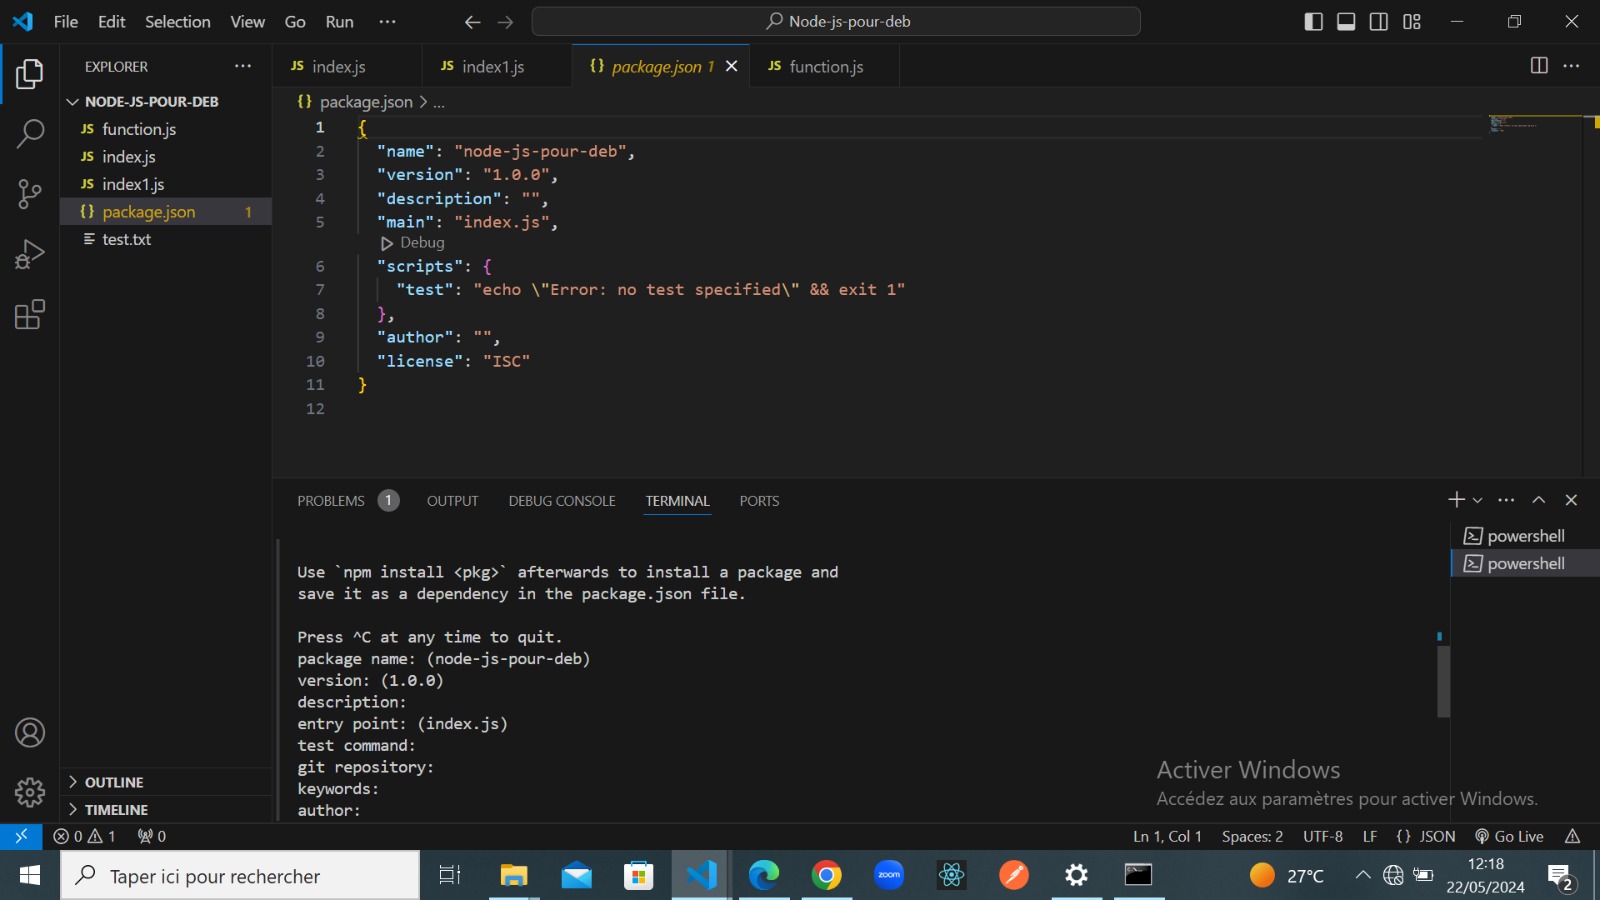 File Edit Selection View Go Run ···
Node-js-pour-deb
EXPLORER ···
NODE-JS-POUR-DEB
JS function.js
JS index.js
JS index1.js
{} package.json 1
test.txt
OUTLINE
TIMELINE
JS index.js
JS index1.js
{} package.json 1
JS function.js
{} package.json > ...
1 {
2 "name": "node-js-pour-deb",
3 "version": "1.0.0",
4 "description": "",
5 "main": "index.js",
Debug
6 "scripts": {
7 "test": "echo \"Error: no test specified\" && exit 1"
8 },
9 "author": "",
10 "license": "ISC"
11 }
12
PROBLEMS 1 OUTPUT DEBUG CONSOLE TERMINAL PORTS
Use `npm install <pkg>` afterwards to install a package and
save it as a dependency in the package.json file.
Press ^C at any time to quit.
package name: (node-js-pour-deb)
version: (1.0.0)
description:
entry point: (index.js)
test command:
git repository:
keywords:
author:
powershell
powershell
Activer Windows
Accédez aux paramètres pour activer Windows.
0 1 0 Ln 1, Col 1 Spaces: 2 UTF-8 LF {} JSON Go Live
Taper ici pour rechercher
zoom
27°C
12:18
22/05/2024
2